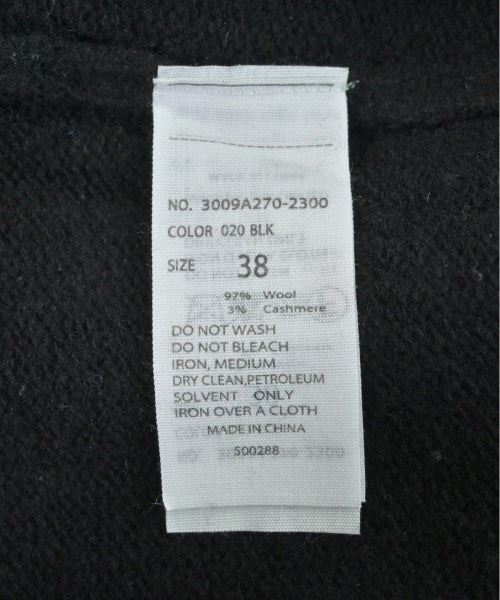 NO. 3009A270-2300
COLOR 020 BLK
SIZE 38
97% Wool
3% Cashmere
DO NOT WASH
DO NOT BLEACH
IRON, MEDIUM
DRY CLEAN,PETROLEUM
SOLVENT ONLY
IRON OVER A CLOTH
MADE IN CHINA
500288